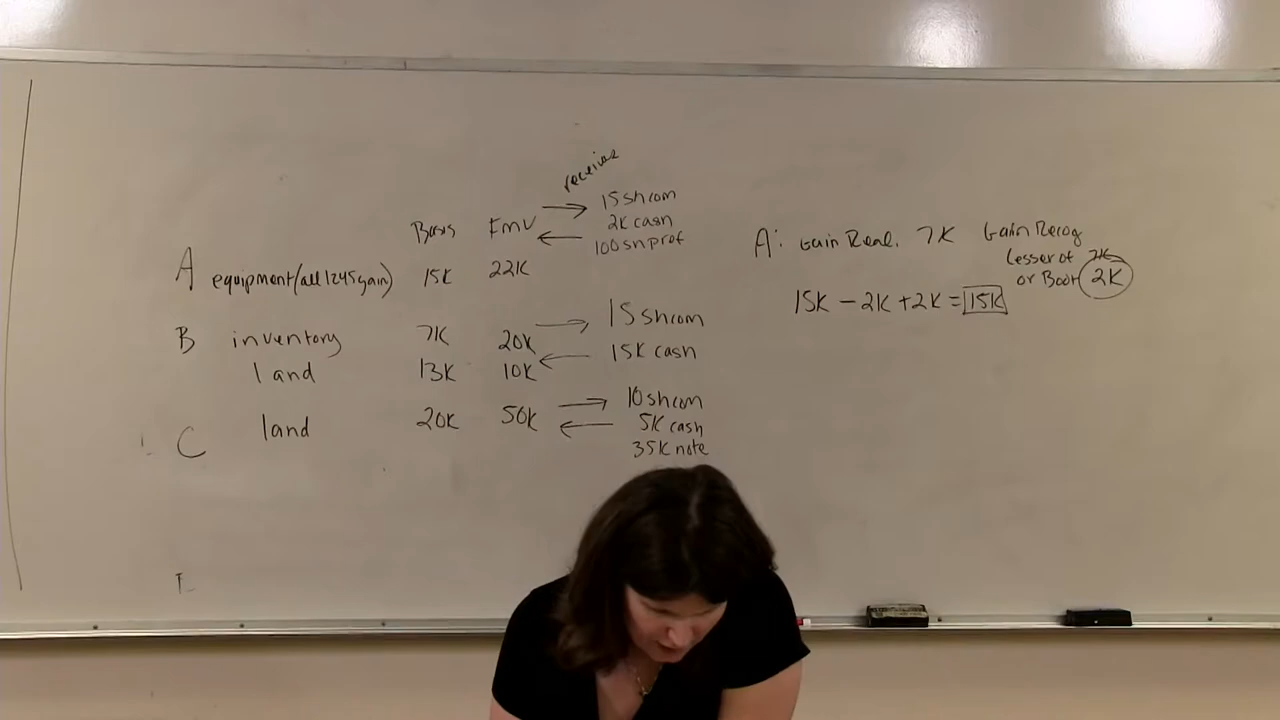 receives
15 sh com
2K cash
100 sh pref
Basis FMV
A equipment (all 1245 gain) 15K 22K
B inventory 7K 20K
15 sh com
15K cash
land 13K 10K
C land 20K 50K
10 sh com
5K cash
35K note
A: Gain Real. 7K Gain Recog
Lesser of 7K
or Boot 2K
15K - 2K + 2K = 15K